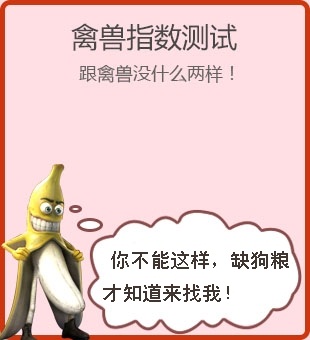 禽兽指数测试
跟禽兽没什么两样！
你不能这样，缺狗粮
才知道来找我！